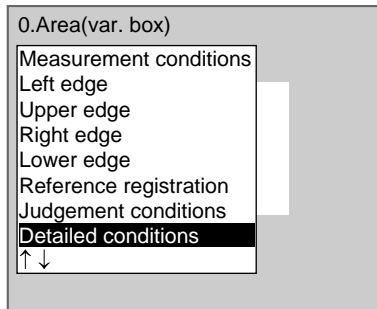 0.Area(var. box)
Measurement conditions
Left edge
Upper edge
Right edge
Lower edge
Reference registration
Judgement conditions
Detailed conditions
↑↓